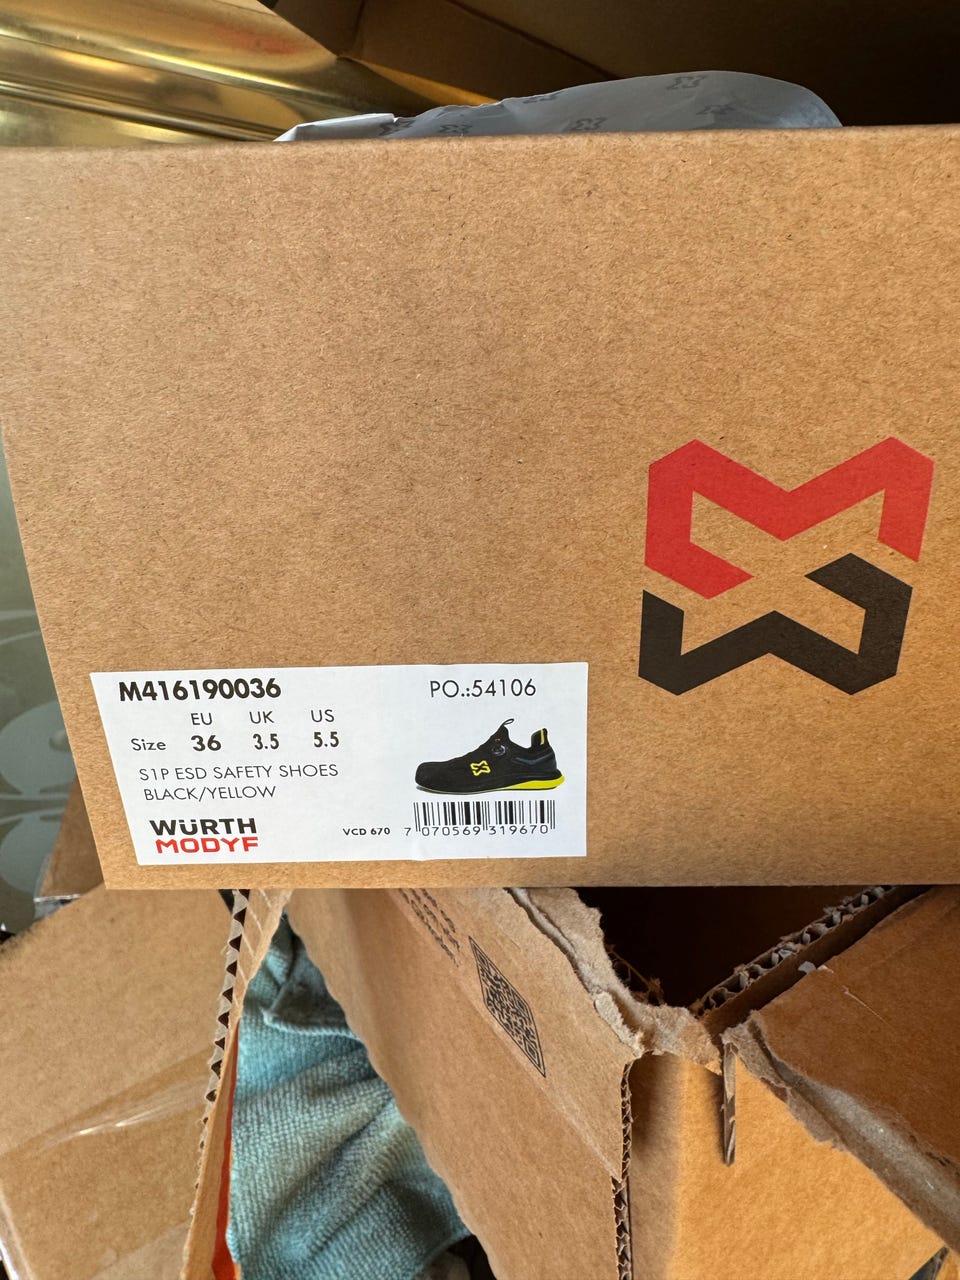 M416190036
PO.:54106
EU UK US
Size 36 3.5 5.5
S1P ESD SAFETY SHOES
BLACK/YELLOW
WÜRTH
MODYF
VCD 670
7 070569 319670